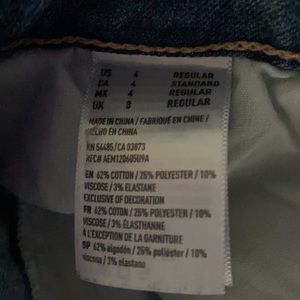 US 4 REGULAR
CA 4 STANDARD
MX 4 REGULAR
UK 8 REGULAR
MADE IN CHINA / FABRIQUÉ EN CHINE /
HECHO EN CHINA
RN 54485/CA 03873
REF# AEM120605U9A
EN 62% COTTON / 25% POLYESTER / 10%
VISCOSE / 3% ELASTANE
EXCLUSIVE OF DECORATION
FR 62% COTON / 25% POLYESTER / 10%
VISCOSE / 3% ÉLASTHANNE
À L'EXCEPTION DE LA GARNITURE
SP 62% algodón / 25% poliéster / 10%
viscosa / 3% elastano